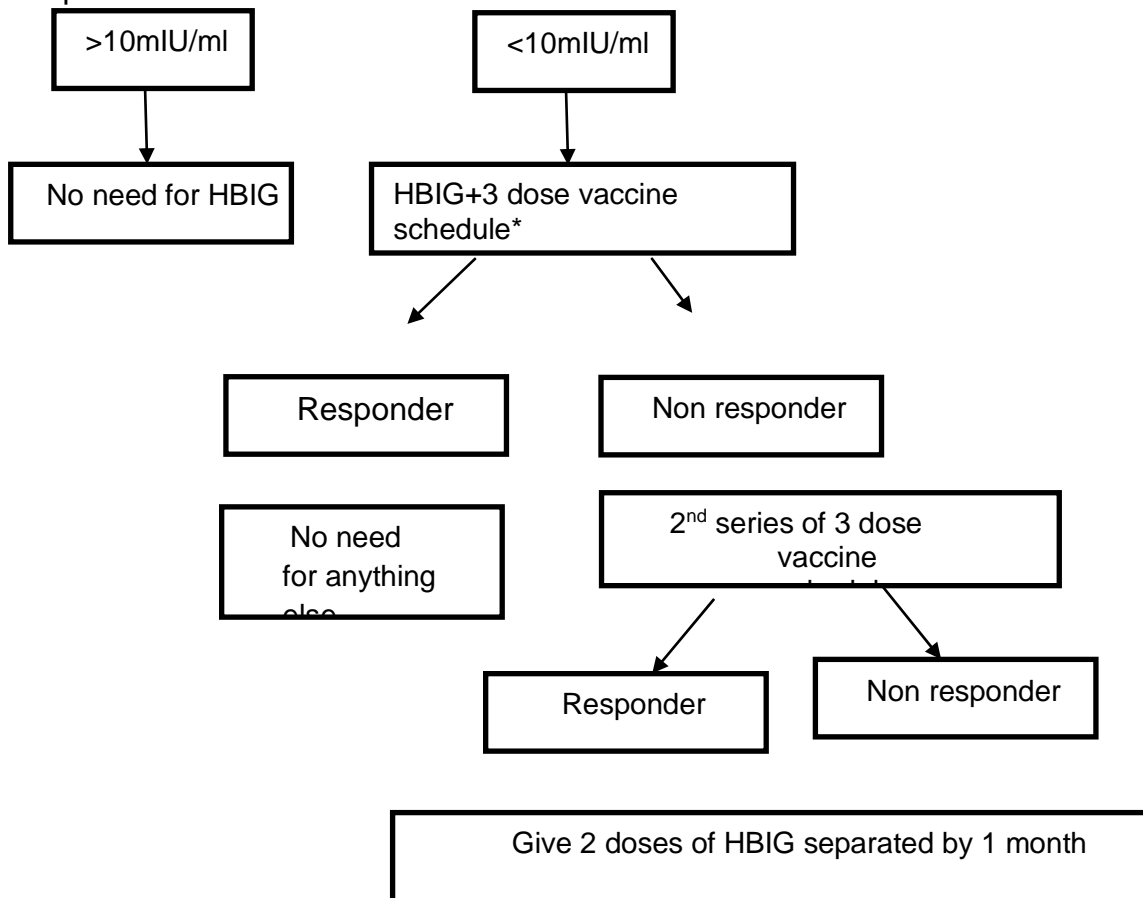 >10mIU/ml
<10mIU/ml
No need for HBIG
HBIG+3 dose vaccine
schedule*
Responder
Non responder
No need
for anything
else
2nd series of 3 dose
vaccine
Responder
Non responder
Give 2 doses of HBIG separated by 1 month